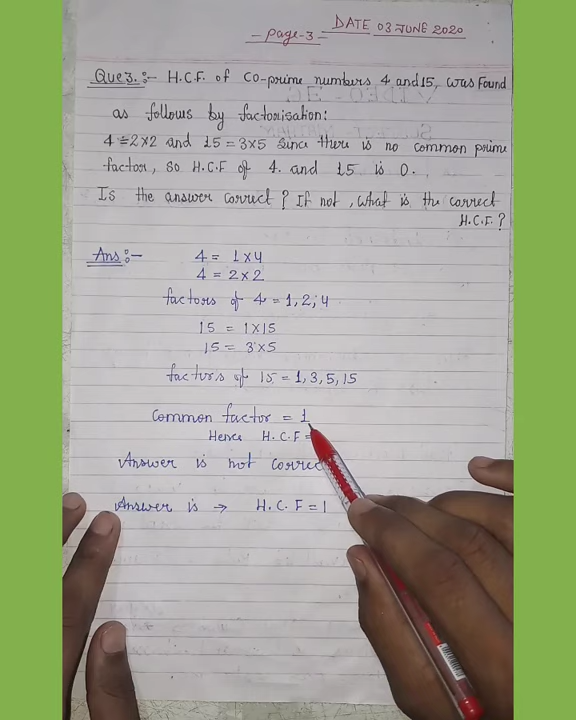 DATE 03 JUNE 2020
- Page-3 -
Que 3. :- H.C.F. of Co-prime numbers 4 and 15, was found
as follows by factorisation:
4 = 2×2 and 15 = 3×5 Since there is no common prime
factor, So H.C.F of 4 and 15 is 0.
Is the answer correct? If not, What is the correct
H.C.F.?
Ans :- 4 = 1×4
4 = 2×2
factors of 4 = 1, 2, 4
15 = 1×15
15 = 3×5
factors of 15 = 1, 3, 5, 15
Common factor = 1
Hence H.C.F =
Answer is not correc
Answer is → H.C.F = 1